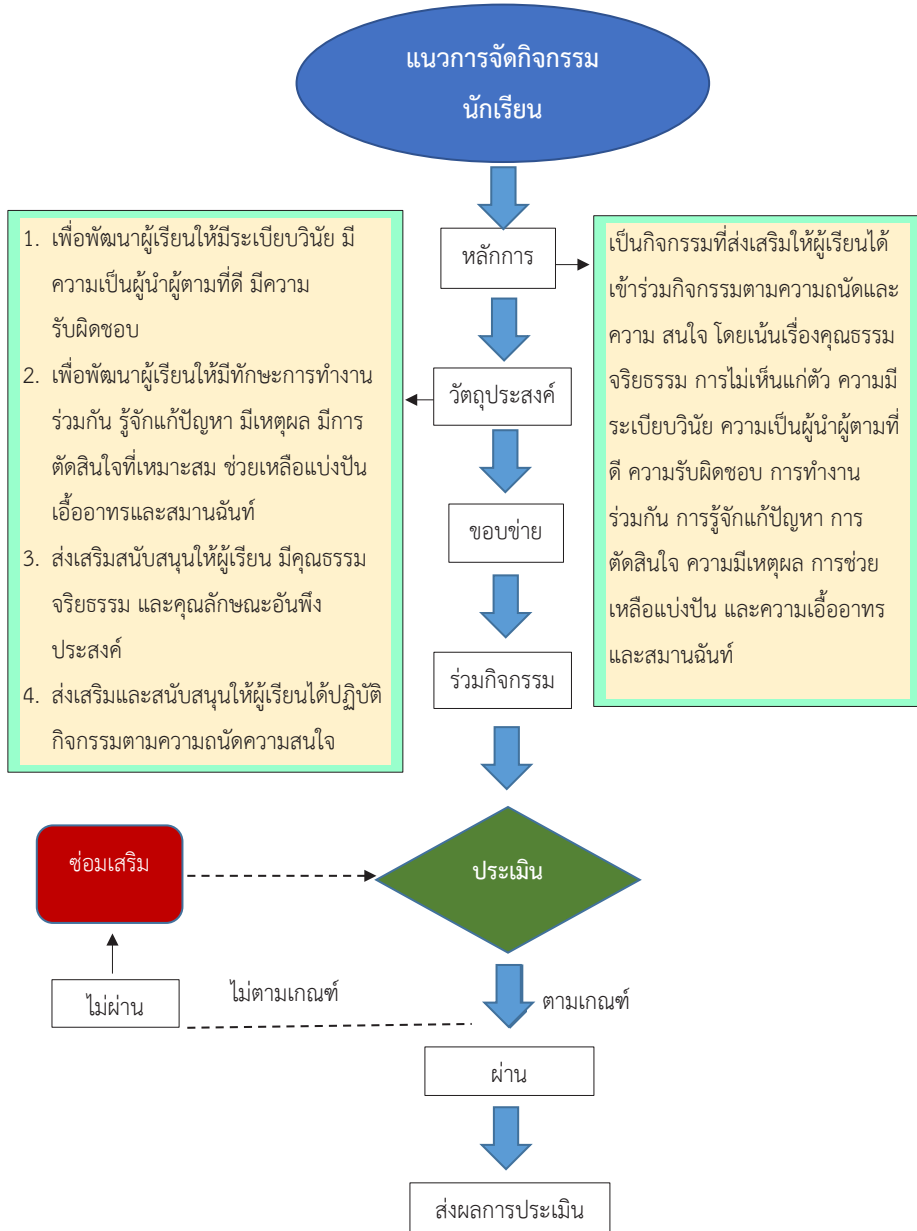 แนวการจัดกิจกรรม
นักเรียน
หลักการ
เป็นกิจกรรมที่ส่งเสริมให้ผู้เรียนได้
เข้าร่วมกิจกรรมตามความถนัดและ
ความ สนใจ โดยเน้นเรื่องคุณธรรม
จริยธรรม การไม่เห็นแก่ตัว ความมี
ระเบียบวินัย ความเป็นผู้นำผู้ตามที่
ดี ความรับผิดชอบ การทำงาน
ร่วมกัน การรู้จักแก้ปัญหา การ
ตัดสินใจ ความมีเหตุผล การช่วย
เหลือแบ่งปัน และความเอื้ออาทร
และสมานฉันท์
วัตถุประสงค์
1. เพื่อพัฒนาผู้เรียนให้มีระเบียบวินัย มี
ความเป็นผู้นำผู้ตามที่ดี มีความ
รับผิดชอบ
2. เพื่อพัฒนาผู้เรียนให้มีทักษะการทำงาน
ร่วมกัน รู้จักแก้ปัญหา มีเหตุผล มีการ
ตัดสินใจที่เหมาะสม ช่วยเหลือแบ่งปัน
เอื้ออาทรและสมานฉันท์
3. ส่งเสริมสนับสนุนให้ผู้เรียน มีคุณธรรม
จริยธรรม และคุณลักษณะอันพึง
ประสงค์
4. ส่งเสริมและสนับสนุนให้ผู้เรียนได้ปฏิบัติ
กิจกรรมตามความถนัดความสนใจ
ขอบข่าย
ร่วมกิจกรรม
ประเมิน
ซ่อมเสริม
ไม่ผ่าน
ไม่ตามเกณฑ์
ตามเกณฑ์
ผ่าน
ส่งผลการประเมิน